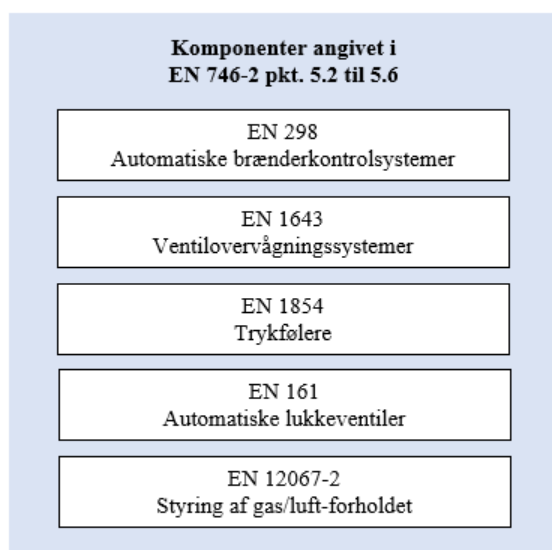 Komponenter angivet i
EN 746-2 pkt. 5.2 til 5.6
EN 298
Automatiske brænderkontrolsystemer
EN 1643
Ventilovervågningssystemer
EN 1854
Trykfølere
EN 161
Automatiske lukkeventiler
EN 12067-2
Styring af gas/luft-forholdet